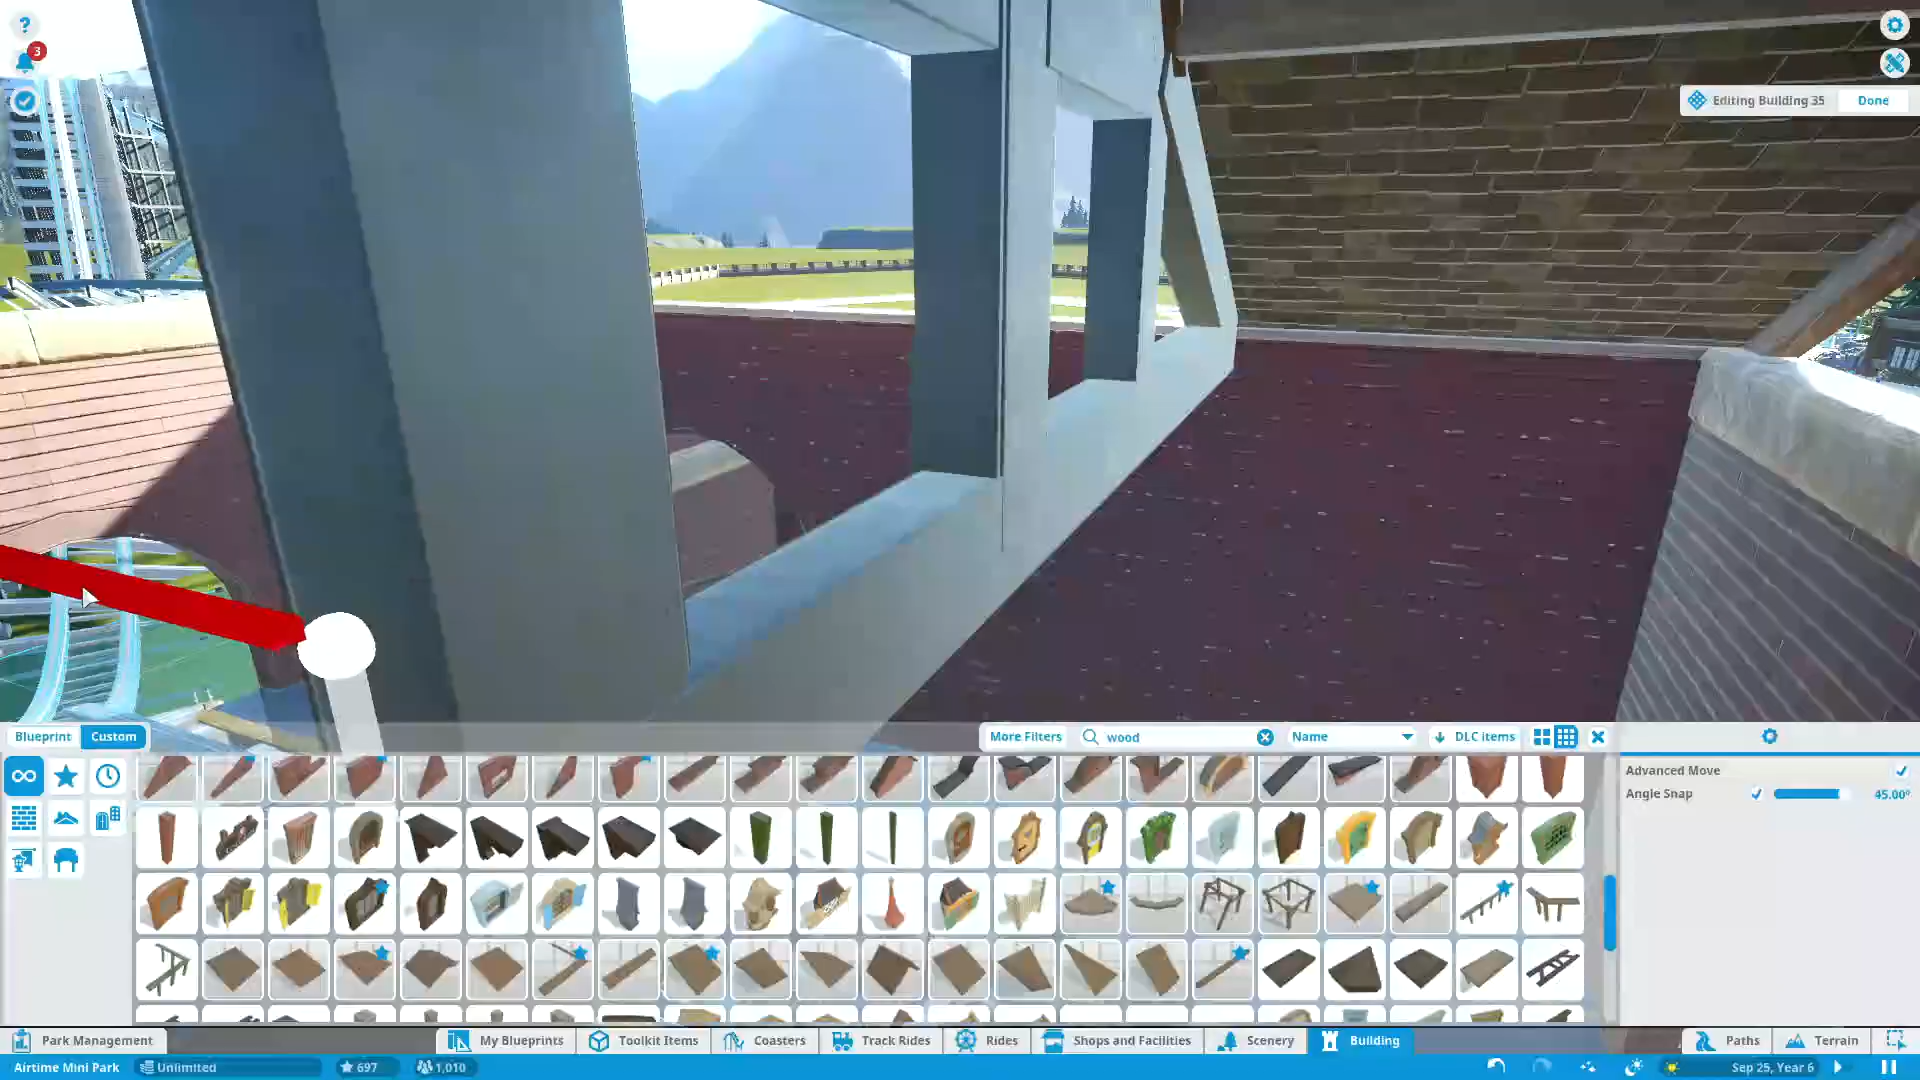 ?
3
Editing Building 35 Done
Blueprint Custom More Filters wood Name DLC items
Advanced Move
Angle Snap 45.00°
Park Management My Blueprints Toolkit Items Coasters Track Rides Rides Shops and Facilities Scenery Building Paths Terrain
Airtime Mini Park Unlimited 697 1,010 Sep 25, Year 6